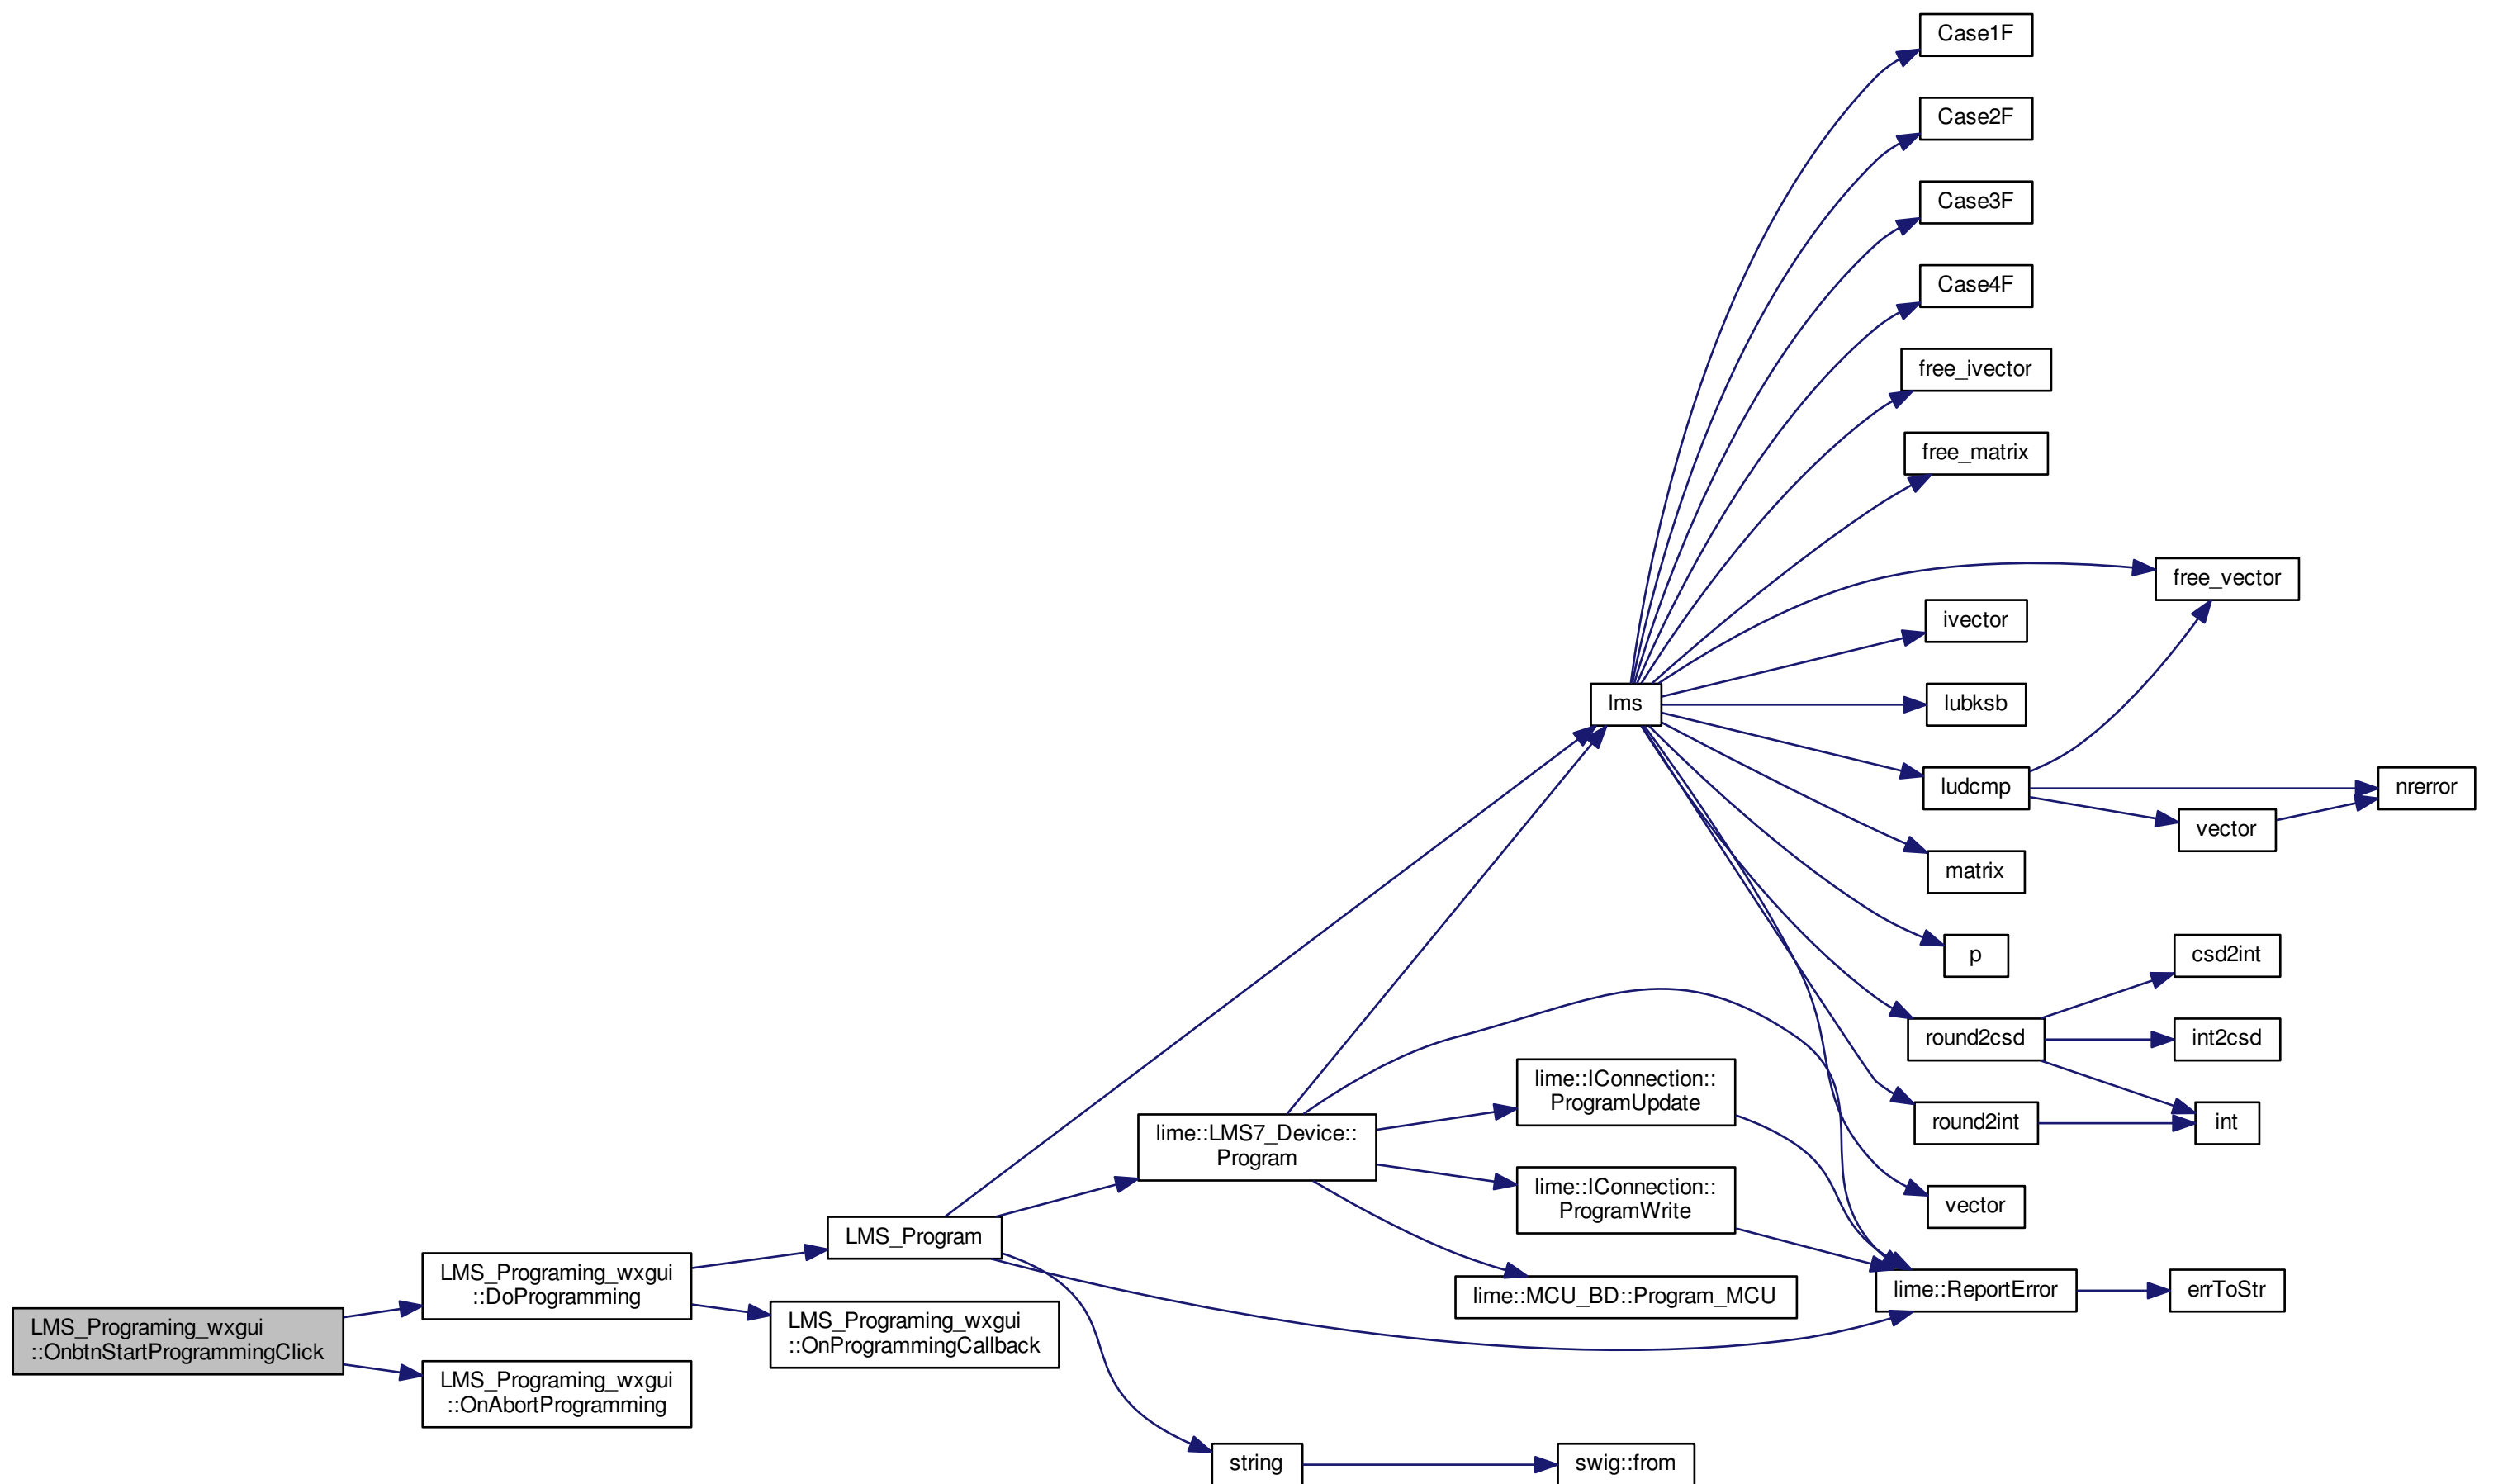 Case1F
Case2F
Case3F
Case4F
free_ivector
free_matrix
free_vector
ivector
lms
lubksb
ludcmp
nrerror
vector
matrix
p
csd2int
round2csd
int2csd
lime::IConnection::
ProgramUpdate
round2int
int
lime::LMS7_Device::
Program
lime::IConnection::
ProgramWrite
vector
LMS_Program
LMS_Programing_wxgui
::DoProgramming
lime::MCU_BD::Program_MCU
lime::ReportError
errToStr
LMS_Programing_wxgui
::OnbtnStartProgrammingClick
LMS_Programing_wxgui
::OnProgrammingCallback
LMS_Programing_wxgui
::OnAbortProgramming
string
swig::from